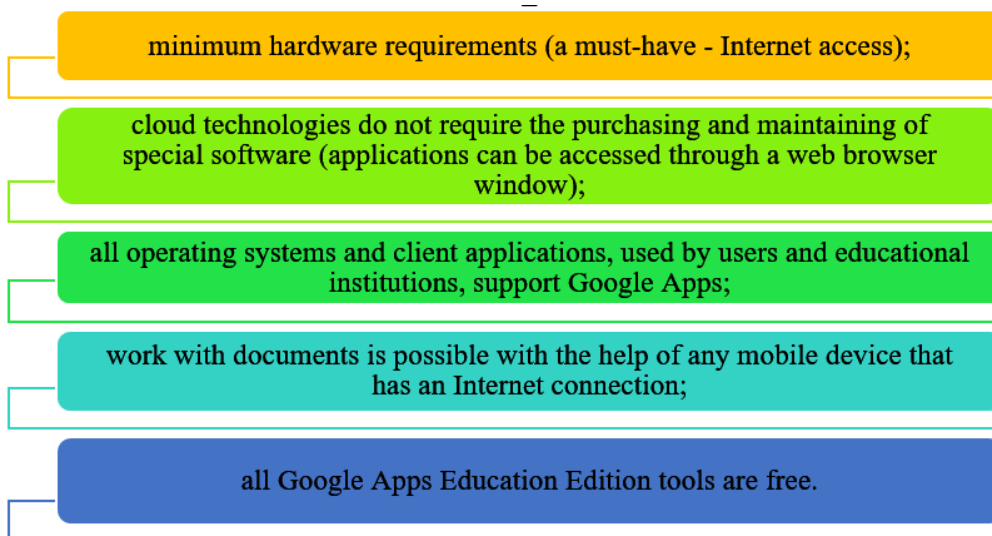 minimum hardware requirements (a must-have - Internet access);
cloud technologies do not require the purchasing and maintaining of
special software (applications can be accessed through a web browser
window);
all operating systems and client applications, used by users and educational
institutions, support Google Apps;
work with documents is possible with the help of any mobile device that
has an Internet connection;
all Google Apps Education Edition tools are free.